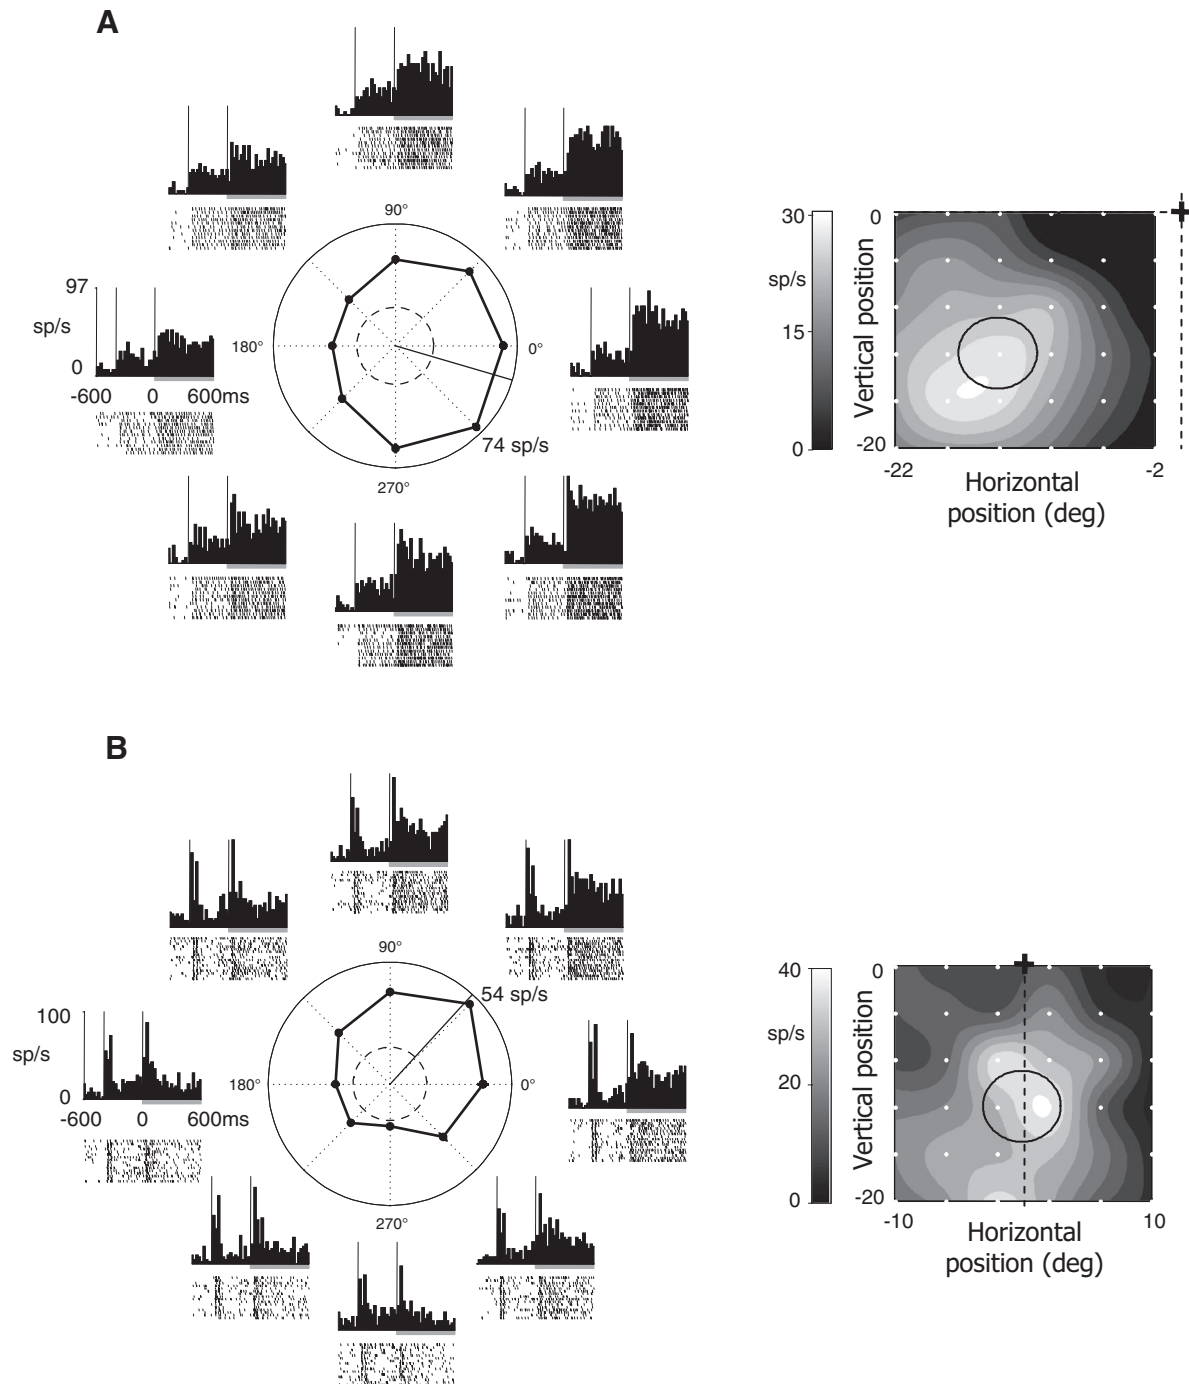 A
90°
97
sp/s
0
-600 0 600ms
180°
0°
74 sp/s
270°
30
sp/s
15
0
Vertical position
0
-20
-22
-2
Horizontal
position (deg)
B
90°
54 sp/s
100
sp/s
0
-600 0 600ms
180°
0°
270°
40
sp/s
20
0
Vertical position
0
-20
-10
10
Horizontal
position (deg)